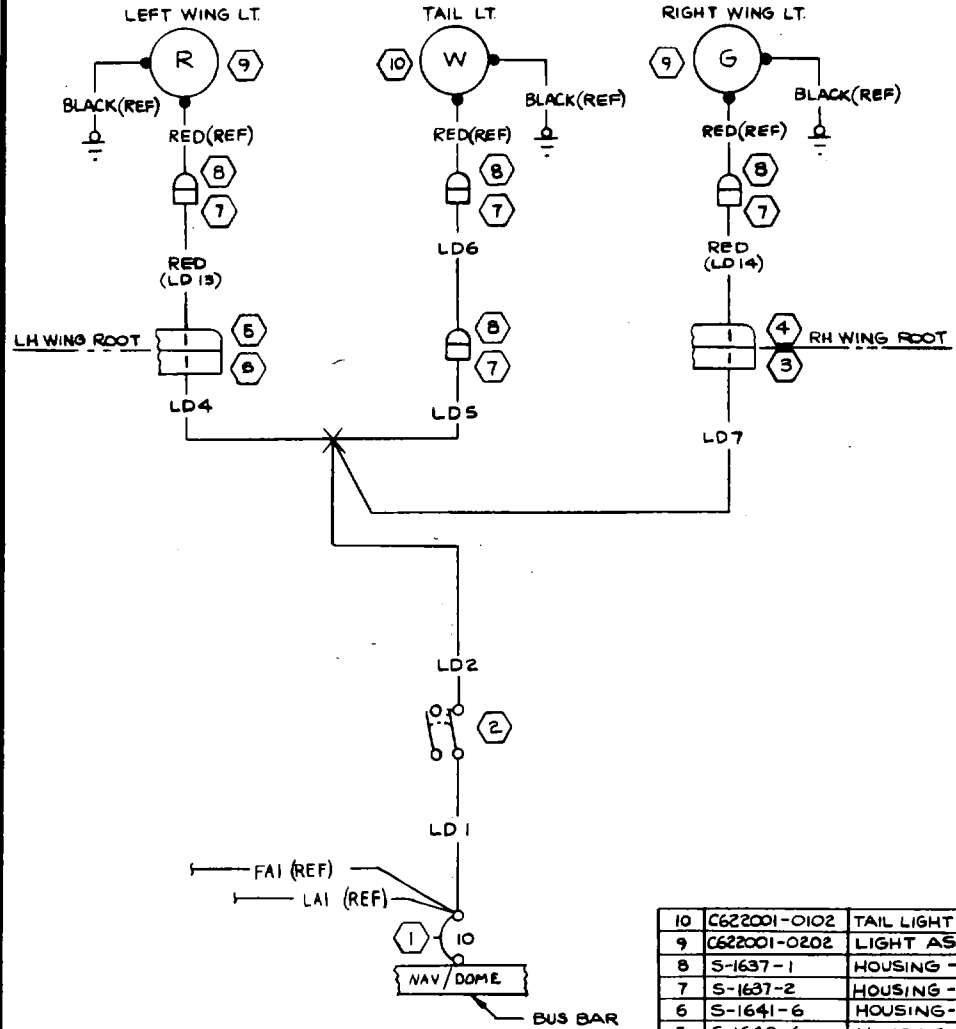 LEFT WING LT.
TAIL LT.
RIGHT WING LT.
R
9
10
W
9
G
BLACK(REF)
BLACK(REF)
BLACK(REF)
RED(REF)
RED(REF)
RED(REF)
8
7
8
7
8
7
LD6
RED
(LD13)
RED
(LD14)
LH WING ROOT
5
6
8
7
4
3
RH WING ROOT
LD4
LD5
LD7
LD2
2
LD1
FA1 (REF)
LA1 (REF)
1
10
NAV/DOME
BUS BAR
10 C622001-0102 TAIL LIGHT
9 C622001-0202 LIGHT AS
8 S-1637-1 HOUSING -
7 S-1637-2 HOUSING -
6 S-1641-6 HOUSING-